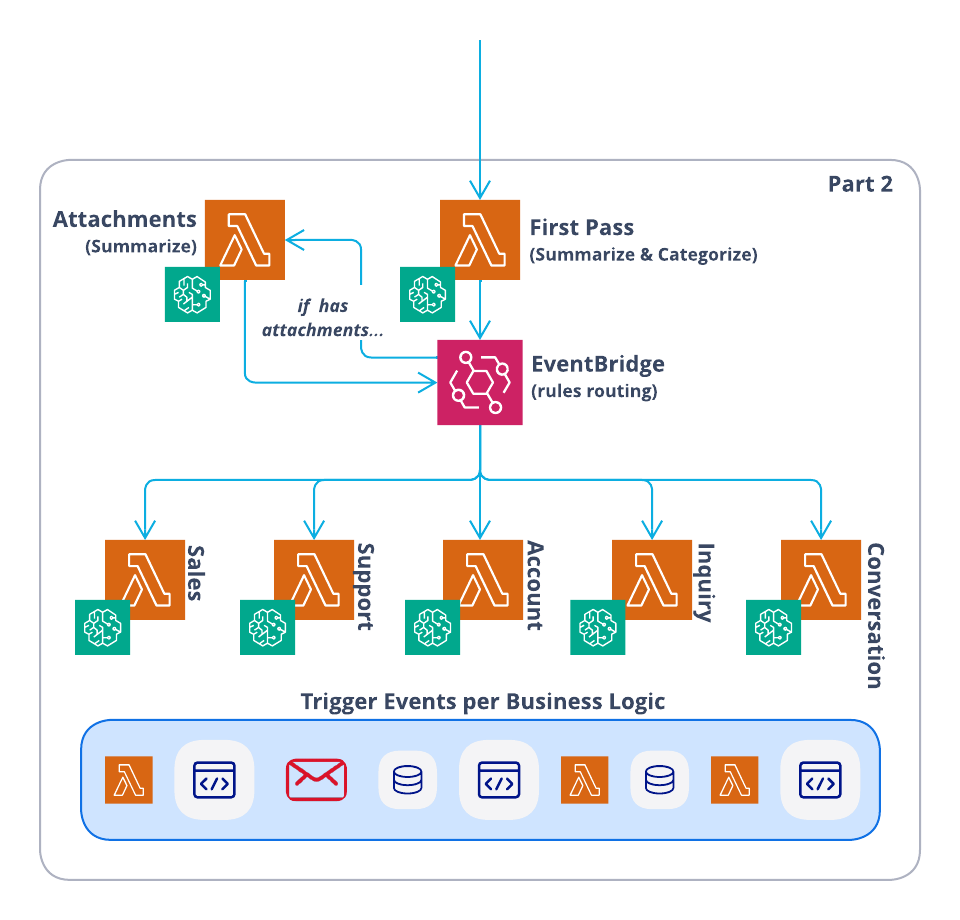 Part 2
Attachments
(Summarize)
First Pass
(Summarize & Categorize)
if has
attachments...
EventBridge
(rules routing)
Sales
Support
Account
Inquiry
Conversation
Trigger Events per Business Logic